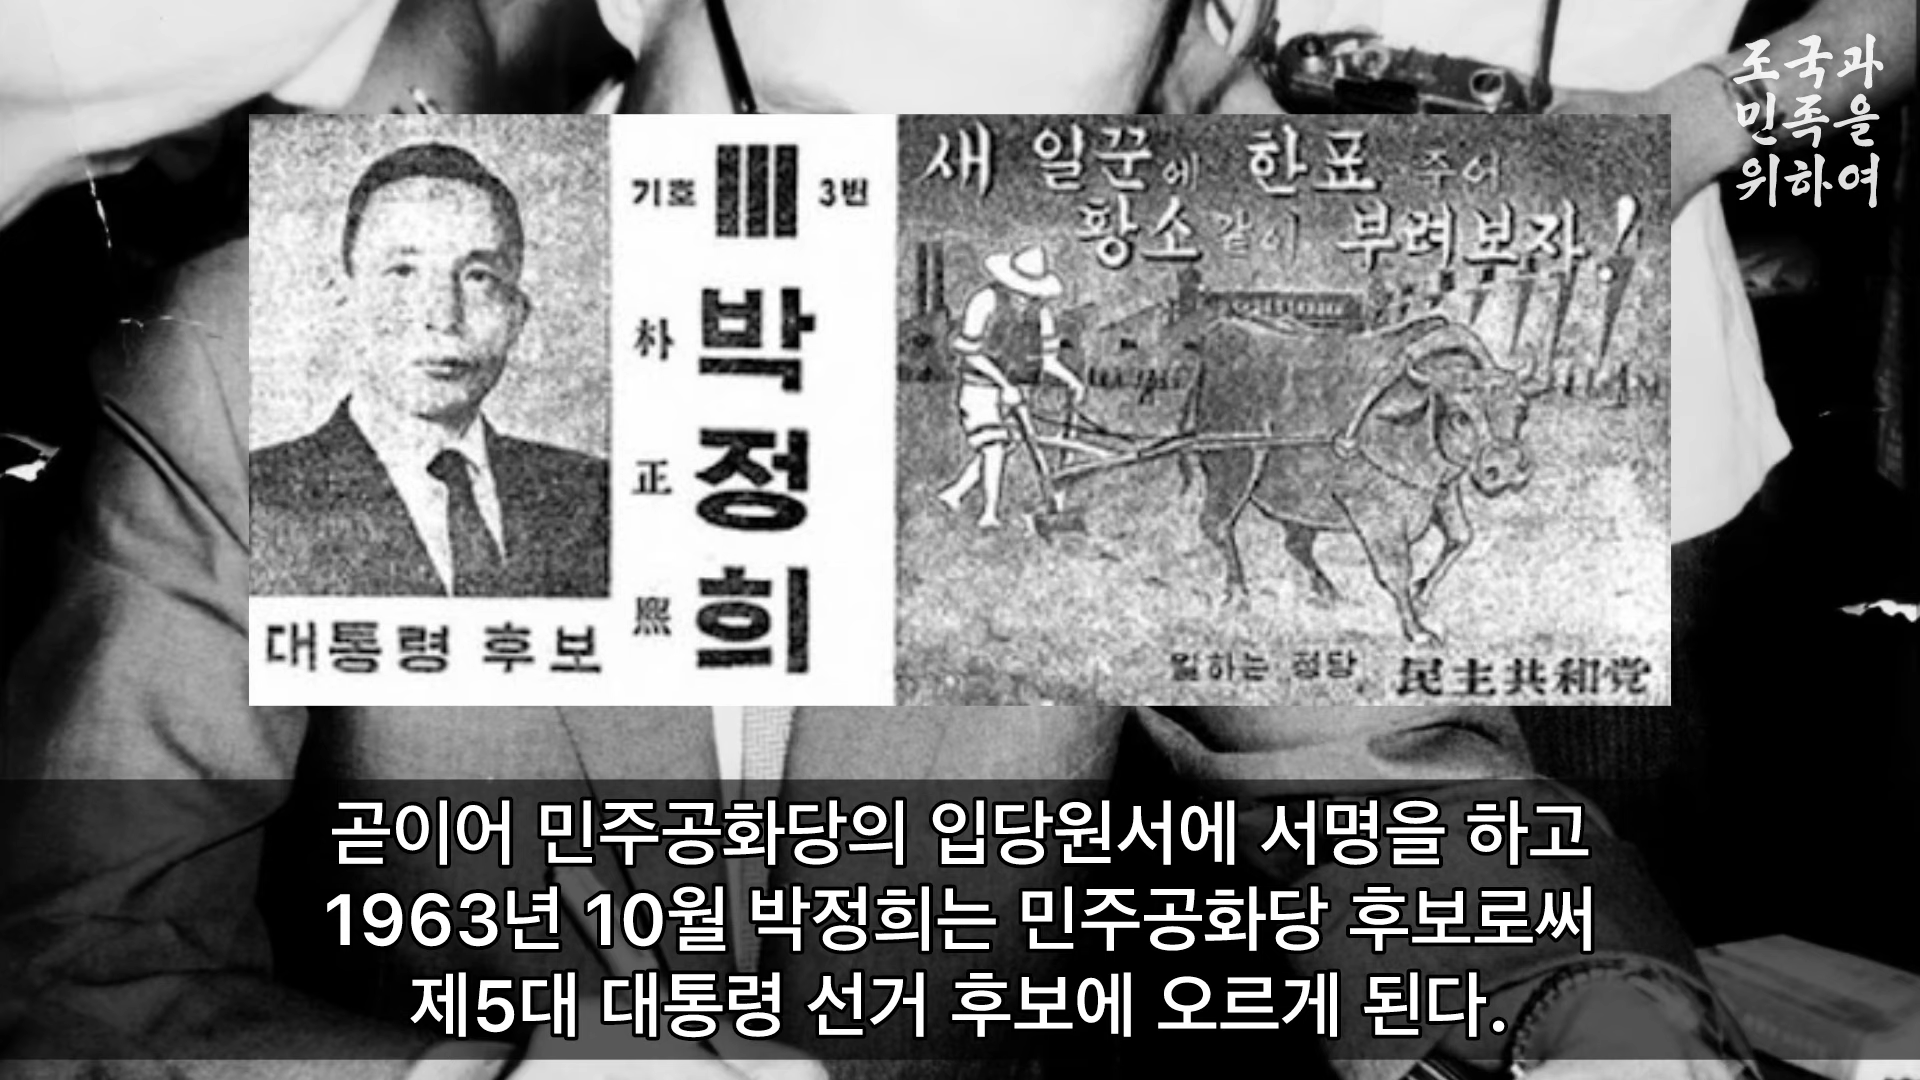 조국과
민족을
위하여
기호 III 3번
박정희
朴正熙
대통령 후보
새 일꾼에 한표 주어
황소 같이 부려보자!
일하는 정당 民主共和党
곧이어 민주공화당의 입당원서에 서명을 하고
1963년 10월 박정희는 민주공화당 후보로써
제5대 대통령 선거 후보에 오르게 된다.